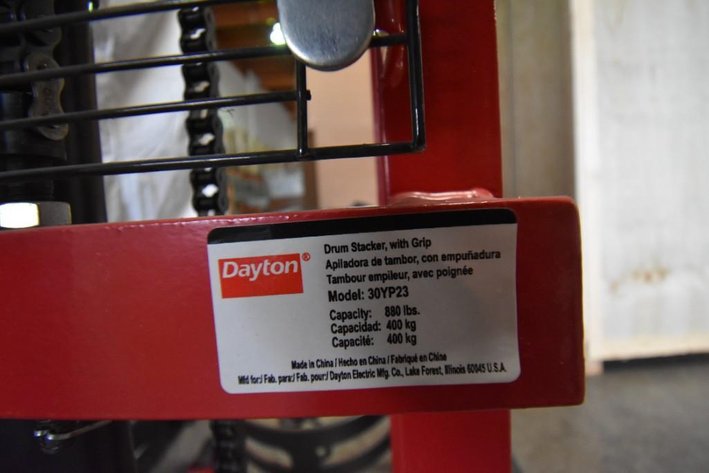 Dayton®
Drum Stacker, with Grip
Apiladora de tambor, con empuñadura
Tambour empileur, avec poignée
Model: 30YP23
Capacity: 880 lbs.
Capacidad: 400 kg
Capacité: 400 kg
Made in China / Hecho en China / Fabriqué en Chine
Mfd for:/ Fab. para:/ Fab. pour:/ Dayton Electric Mfg. Co., Lake Forest, Illinois 60045 U.S.A.